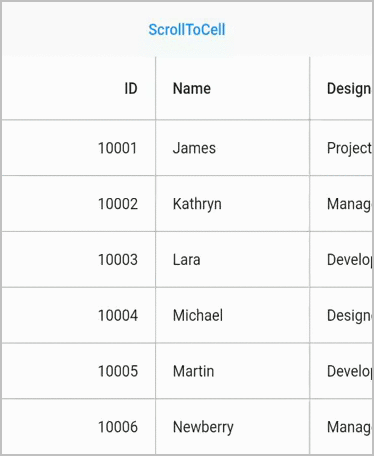 ScrollToCell
ID Name Design
10001 James Project
10002 Kathryn Manag
10003 Lara Develop
10004 Michael Design
10005 Martin Develop
10006 Newberry Manag